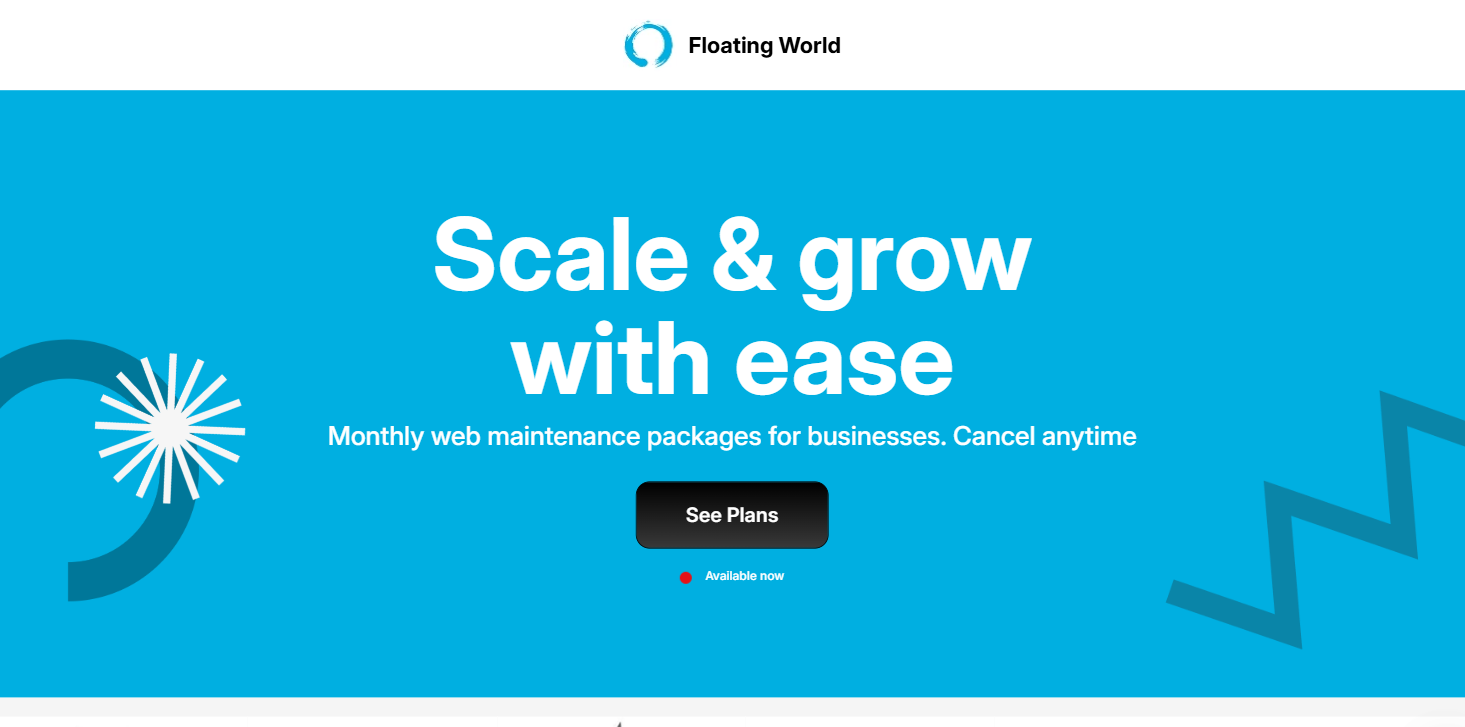 Floating World
Scale & grow
with ease
Monthly web maintenance packages for businesses. Cancel anytime
See Plans
Available now